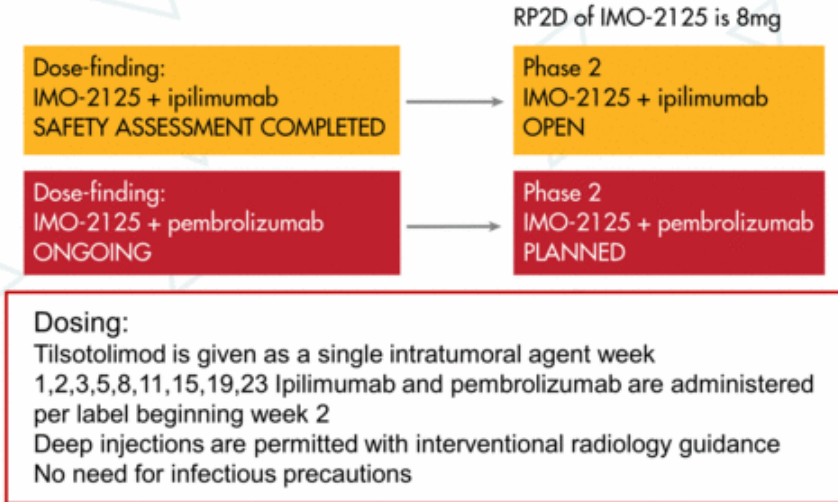 RP2D of IMO-2125 is 8mg
Dose-finding:
IMO-2125 + ipilimumab
SAFETY ASSESSMENT COMPLETED
Phase 2
IMO-2125 + ipilimumab
OPEN
Dose-finding:
IMO-2125 + pembrolizumab
ONGOING
Phase 2
IMO-2125 + pembrolizumab
PLANNED
Dosing:
Tilsotolimod is given as a single intratumoral agent week
1,2,3,5,8,11,15,19,23 Ipilimumab and pembrolizumab are administered
per label beginning week 2
Deep injections are permitted with interventional radiology guidance
No need for infectious precautions